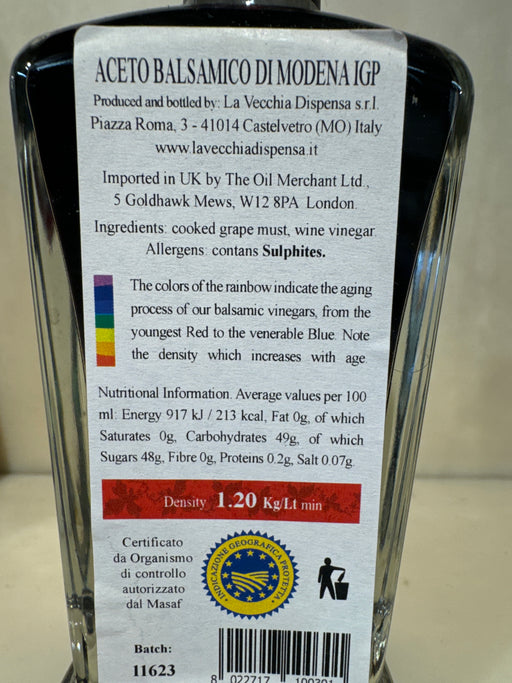 ACETO BALSAMICO DI MODENA IGP
Produced and bottled by: La Vecchia Dispensa s.r.l.
Piazza Roma, 3 - 41014 Castelvetro (MO) Italy
www.lavecchiadispensa.it
Imported in UK by The Oil Merchant Ltd.,
5 Goldhawk Mews, W12 8PA London.
Ingredients: cooked grape must, wine vinegar.
Allergens: contans Sulphites.
The colors of the rainbow indicate the aging
process of our balsamic vinegars, from the
youngest Red to the venerable Blue. Note
the density which increases with age.
Nutritional Information. Average values per 100
ml: Energy 917 kJ / 213 kcal, Fat 0g, of which
Saturates 0g, Carbohydrates 49g, of which
Sugars 48g, Fibre 0g, Proteins 0.2g, Salt 0.07g.
Density 1.20 Kg/Lt min
Certificato
da Organismo
di controllo
autorizzato
dal Masaf
INDICAZIONE GEOGRAFICA PROTETTA
Batch:
11623
8 022717 100301